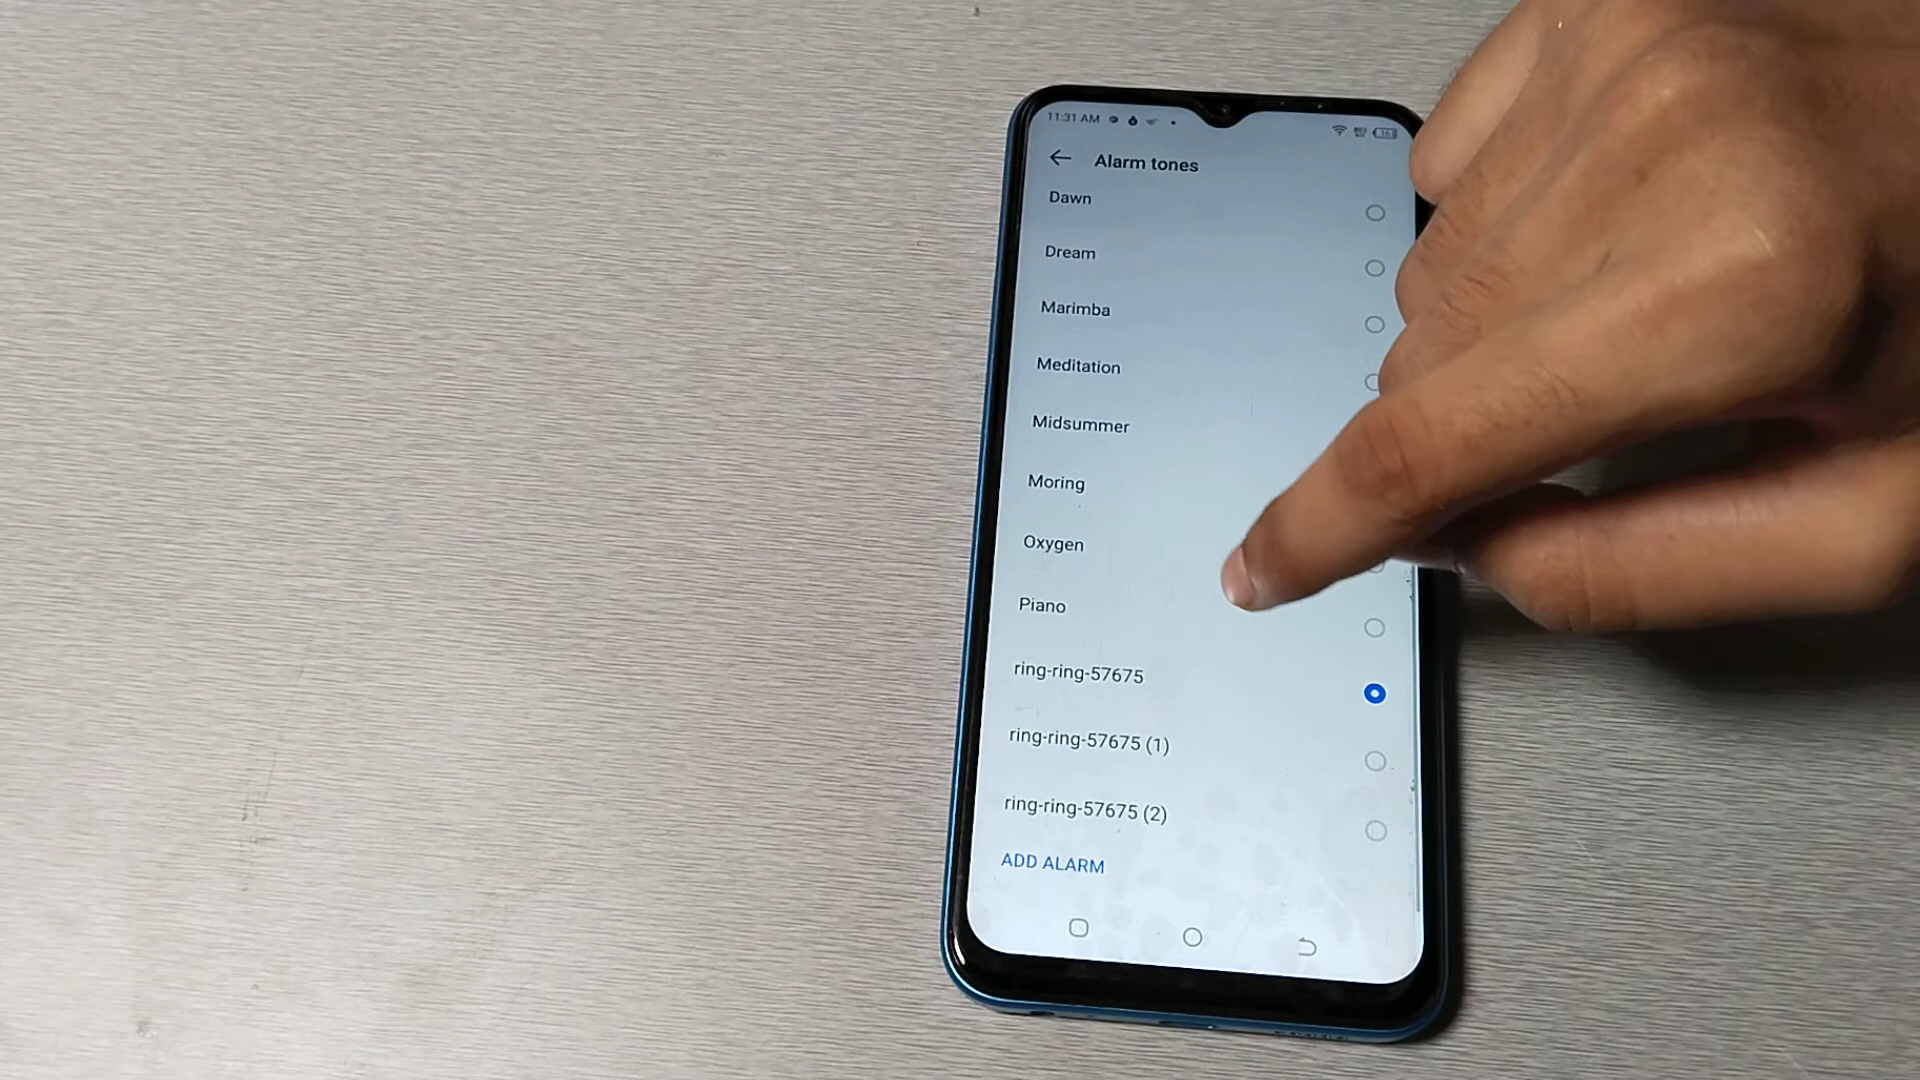 11:31 AM
Alarm tones
Dawn
Dream
Marimba
Meditation
Midsummer
Moring
Oxygen
Piano
ring-ring-57675
ring-ring-57675 (1)
ring-ring-57675 (2)
ADD ALARM